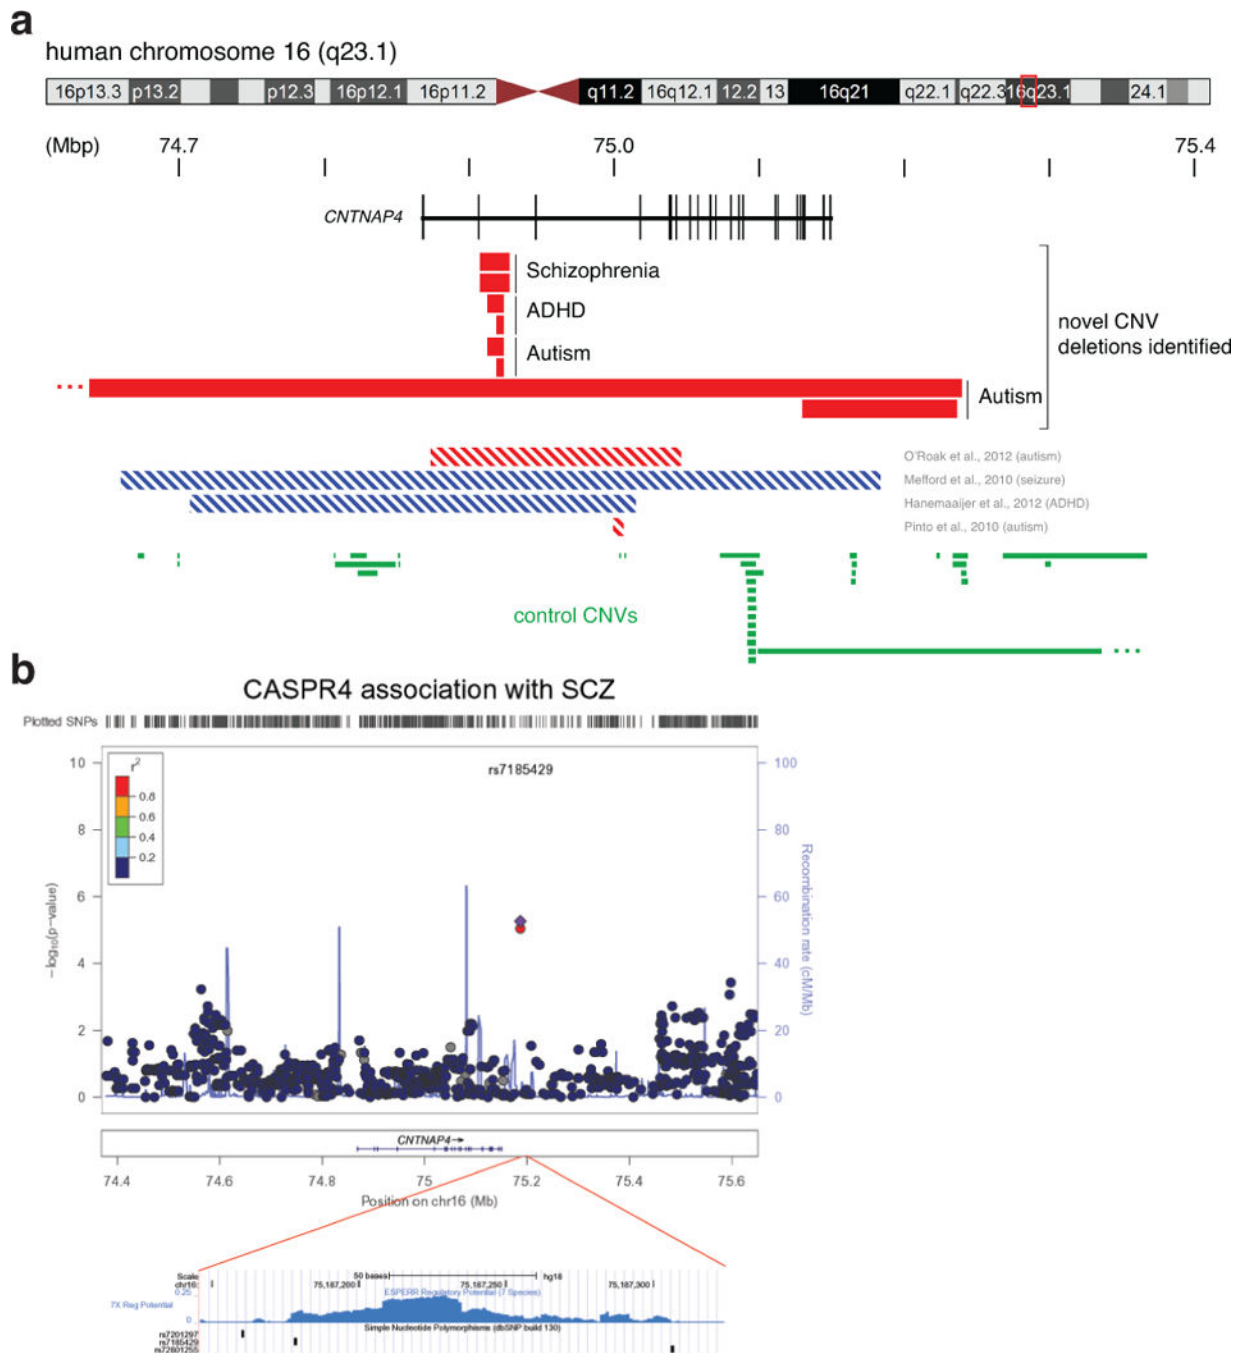 a
human chromosome 16 (q23.1)
16p13.3 p13.2 p12.3 16p12.1 16p11.2 q11.2 16q12.1 12.2 13 16q21 q22.1 q22.3 16q23.1 24.1
(Mbp) 74.7 75.0 75.4
CNTNAP4
Schizophrenia
ADHD
Autism
novel CNV
deletions identified
Autism
O'Roak et al., 2012 (autism)
Mefford et al., 2010 (seizure)
Hanemaaijer et al., 2012 (ADHD)
Pinto et al., 2010 (autism)
control CNVs
b
CASPR4 association with SCZ
Plotted SNPs
r2
0.8
0.6
0.4
0.2
rs7185429
10
8
6
4
2
0
−log10(p−value)
100
80
60
40
20
0
Recombination rate (cM/Mb)
CNTNAP4→
74.4 74.6 74.8 75 75.2 75.4 75.6
Position on chr16 (Mb)
Scale 50 bases hg18
chr16: 75,187,200 75,187,250 75,187,300
0.25
ESPERR Regulatory Potential (7 Species)
7X Reg Potential
0
Simple Nucleotide Polymorphisms (dbSNP build 130)
rs7201297
rs7185429
rs72801255